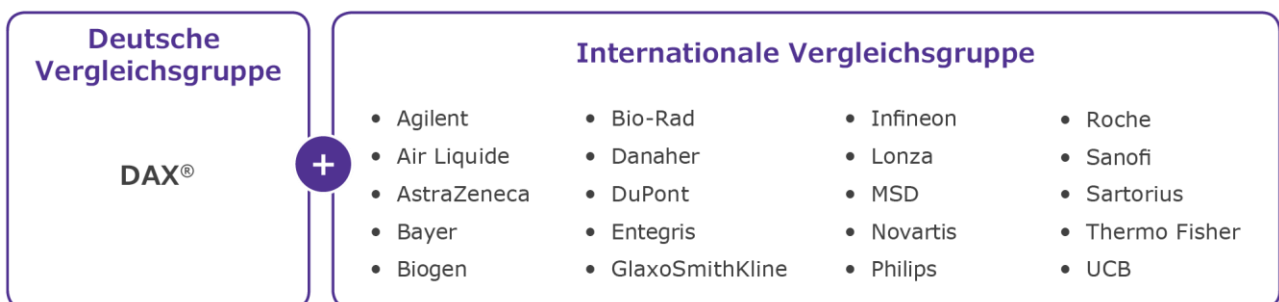 Deutsche
Vergleichsgruppe
DAX®
+
Internationale Vergleichsgruppe
• Agilent
• Air Liquide
• AstraZeneca
• Bayer
• Biogen
• Bio-Rad
• Danaher
• DuPont
• Entegris
• GlaxoSmithKline
• Infineon
• Lonza
• MSD
• Novartis
• Philips
• Roche
• Sanofi
• Sartorius
• Thermo Fisher
• UCB